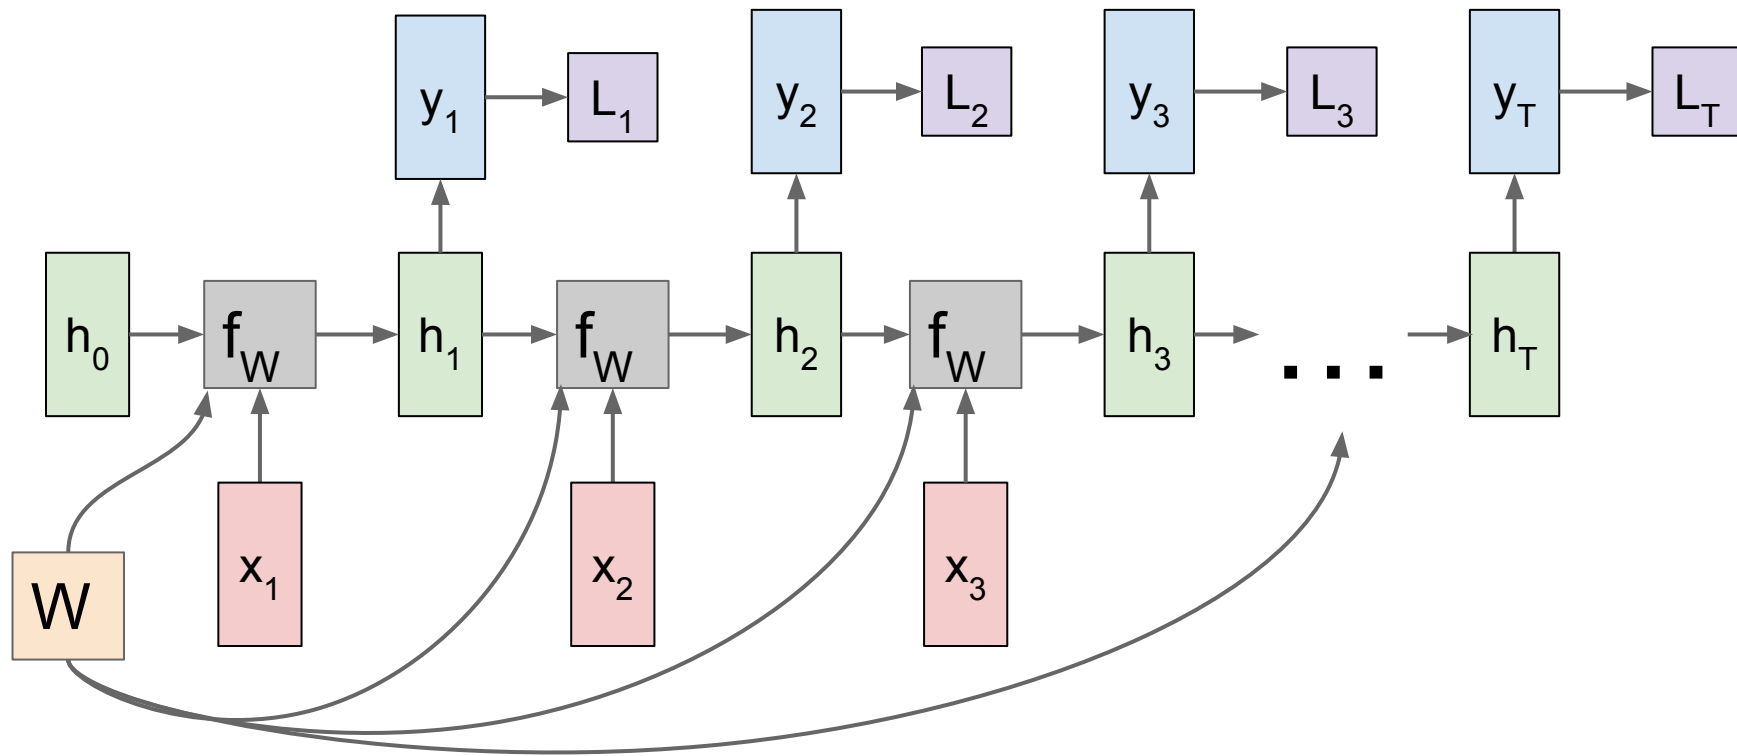 y1 L1 y2 L2 y3 L3 yT LT
h0 fW h1 fW h2 fW h3 ... hT
W x1 x2 x3